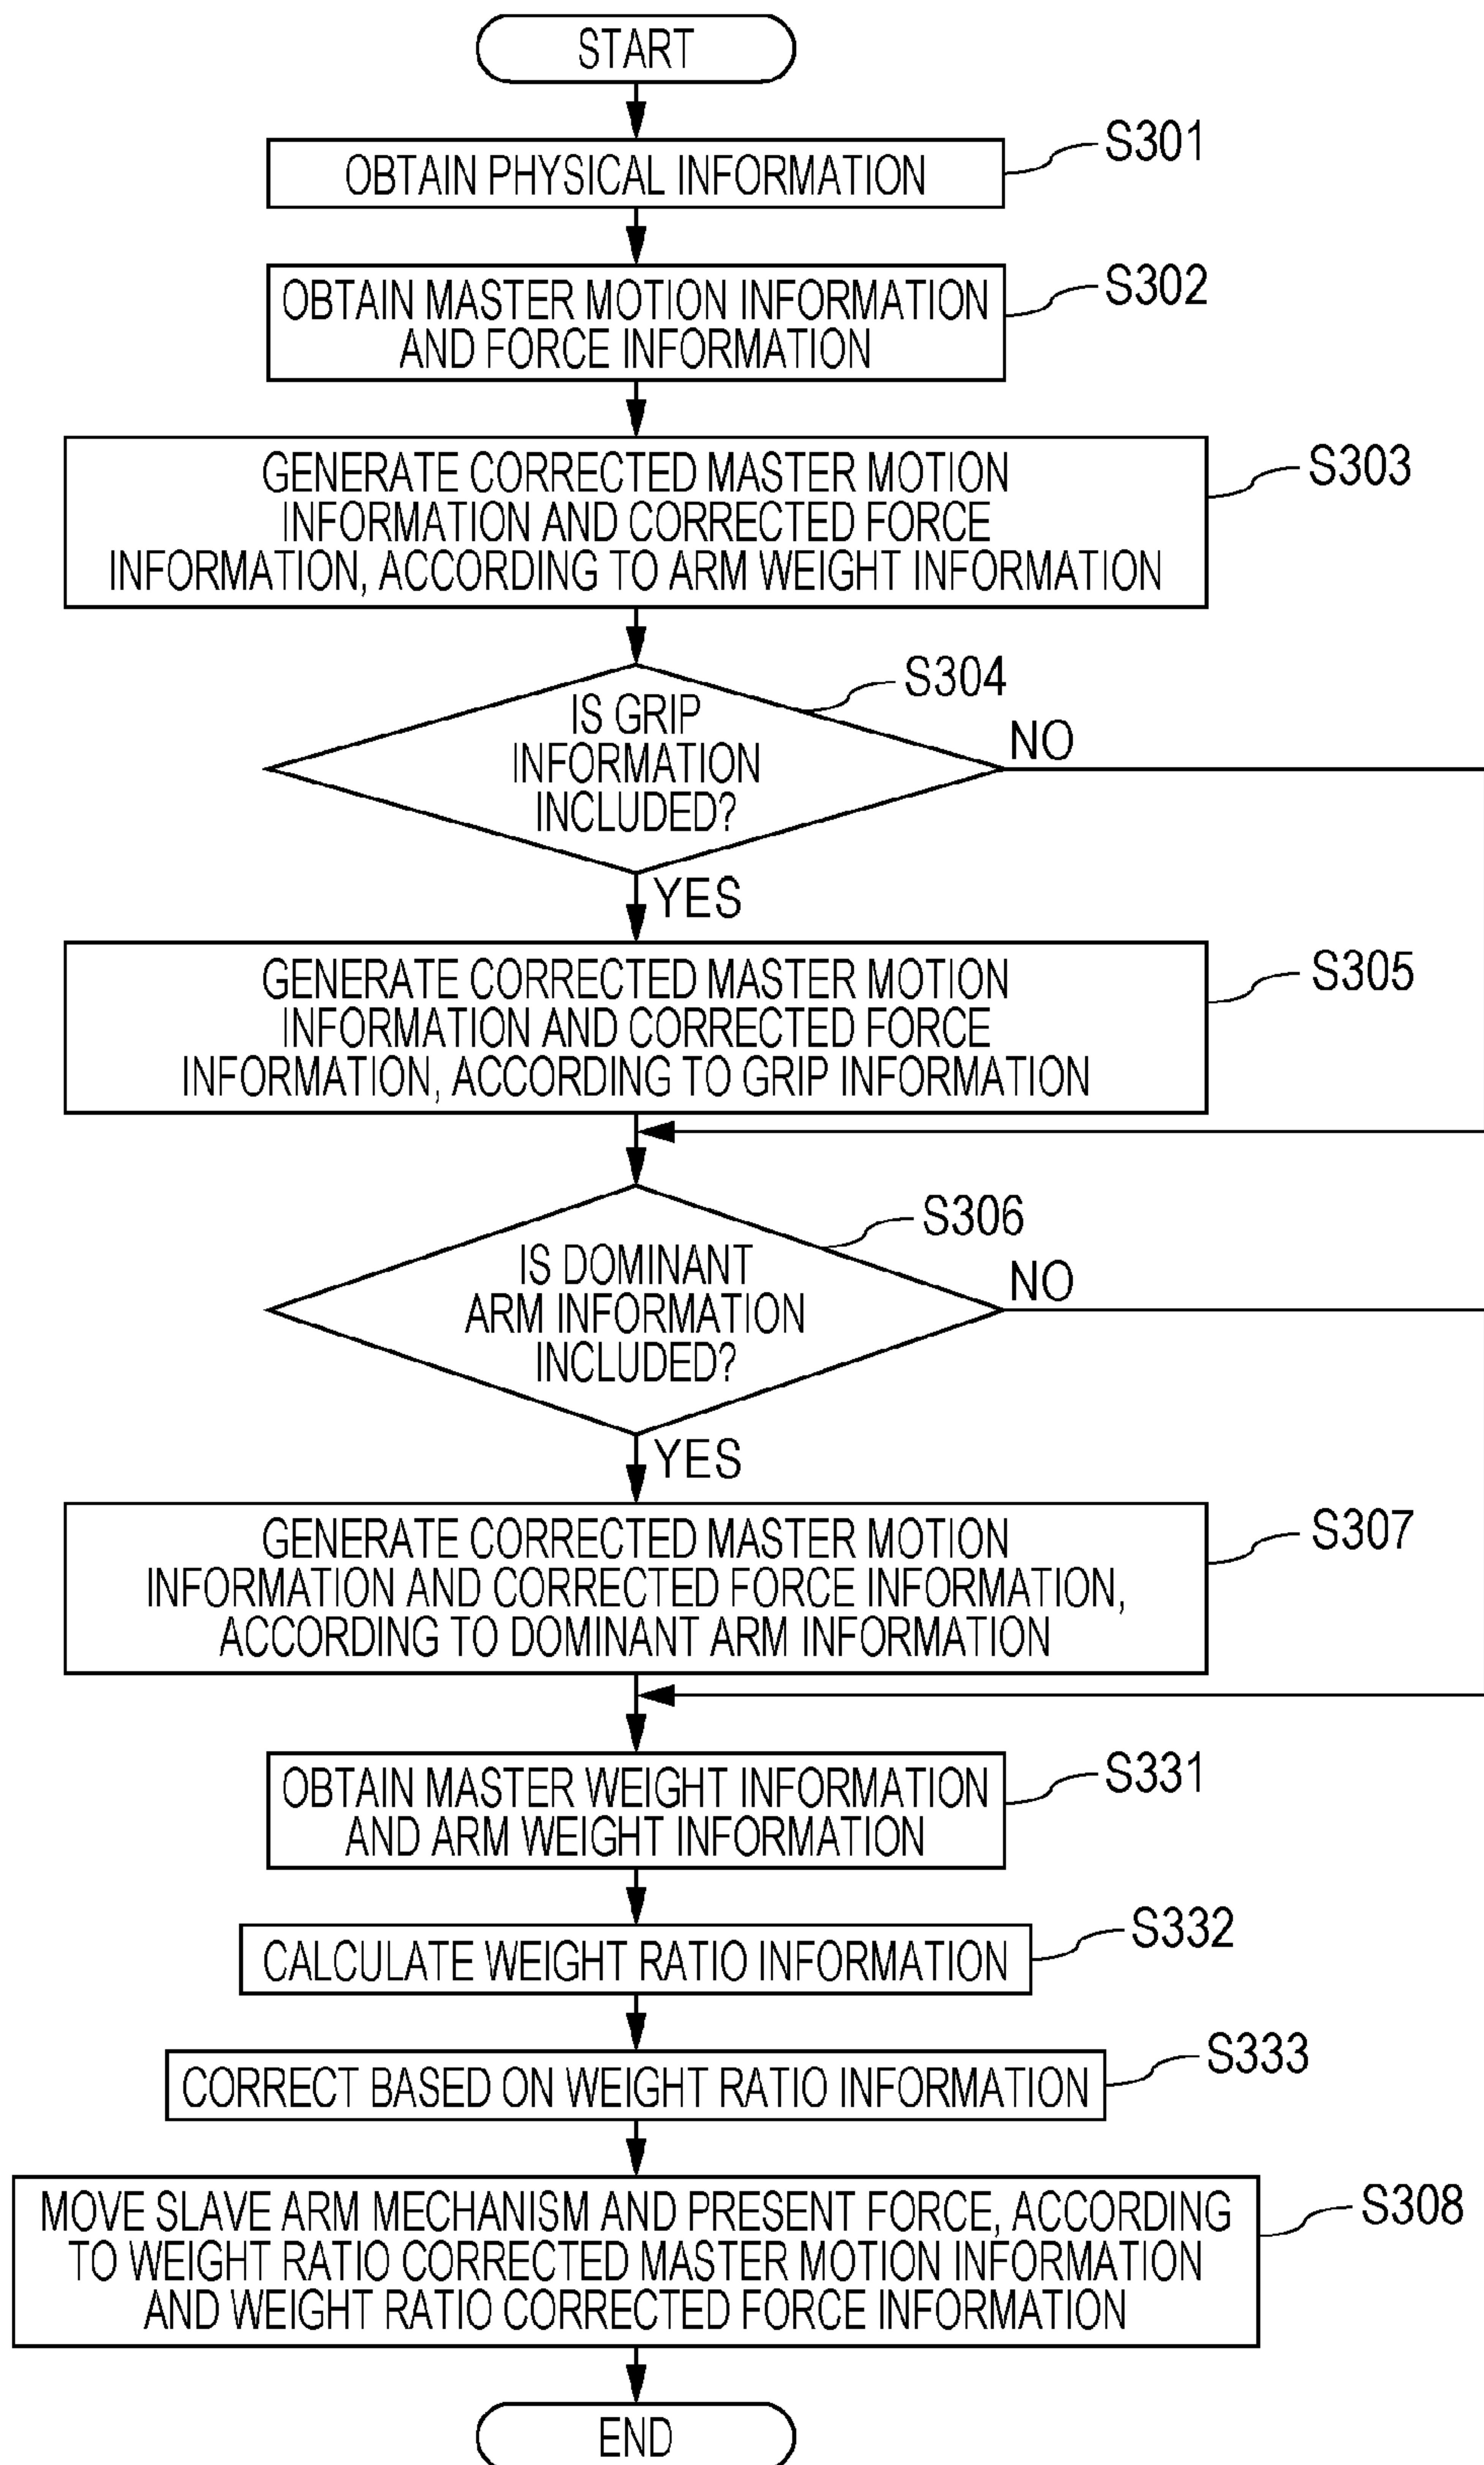 START
OBTAIN PHYSICAL INFORMATION
S301
OBTAIN MASTER MOTION INFORMATION
AND FORCE INFORMATION
S302
GENERATE CORRECTED MASTER MOTION
INFORMATION AND CORRECTED FORCE
INFORMATION, ACCORDING TO ARM WEIGHT INFORMATION
S303
IS GRIP
INFORMATION
INCLUDED?
S304
NO
YES
GENERATE CORRECTED MASTER MOTION
INFORMATION AND CORRECTED FORCE
INFORMATION, ACCORDING TO GRIP INFORMATION
S305
IS DOMINANT
ARM INFORMATION
INCLUDED?
S306
NO
YES
GENERATE CORRECTED MASTER MOTION
INFORMATION AND CORRECTED FORCE INFORMATION,
ACCORDING TO DOMINANT ARM INFORMATION
S307
OBTAIN MASTER WEIGHT INFORMATION
AND ARM WEIGHT INFORMATION
S331
CALCULATE WEIGHT RATIO INFORMATION
S332
CORRECT BASED ON WEIGHT RATIO INFORMATION
S333
MOVE SLAVE ARM MECHANISM AND PRESENT FORCE, ACCORDING
TO WEIGHT RATIO CORRECTED MASTER MOTION INFORMATION
AND WEIGHT RATIO CORRECTED FORCE INFORMATION
S308
END